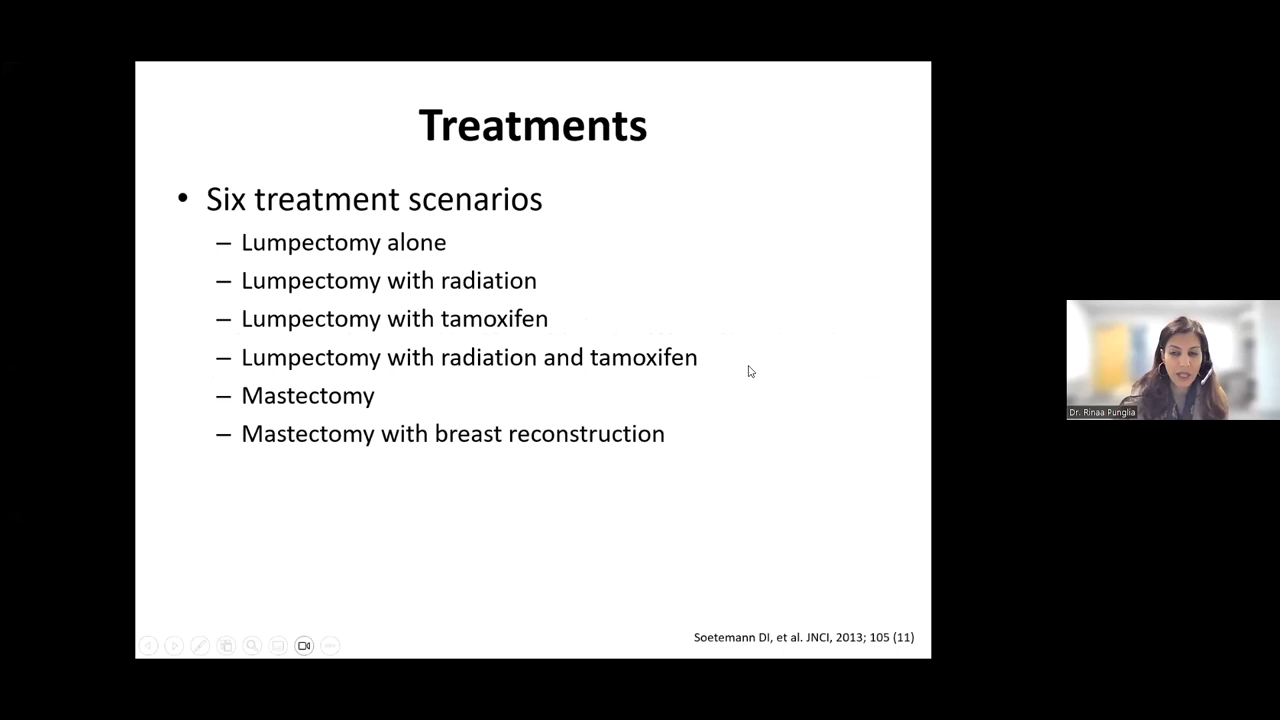 Treatments
• Six treatment scenarios
– Lumpectomy alone
– Lumpectomy with radiation
– Lumpectomy with tamoxifen
– Lumpectomy with radiation and tamoxifen
– Mastectomy
– Mastectomy with breast reconstruction
Soetemann DI, et al. JNCI, 2013; 105 (11)
Dr. Rinaa Punglia